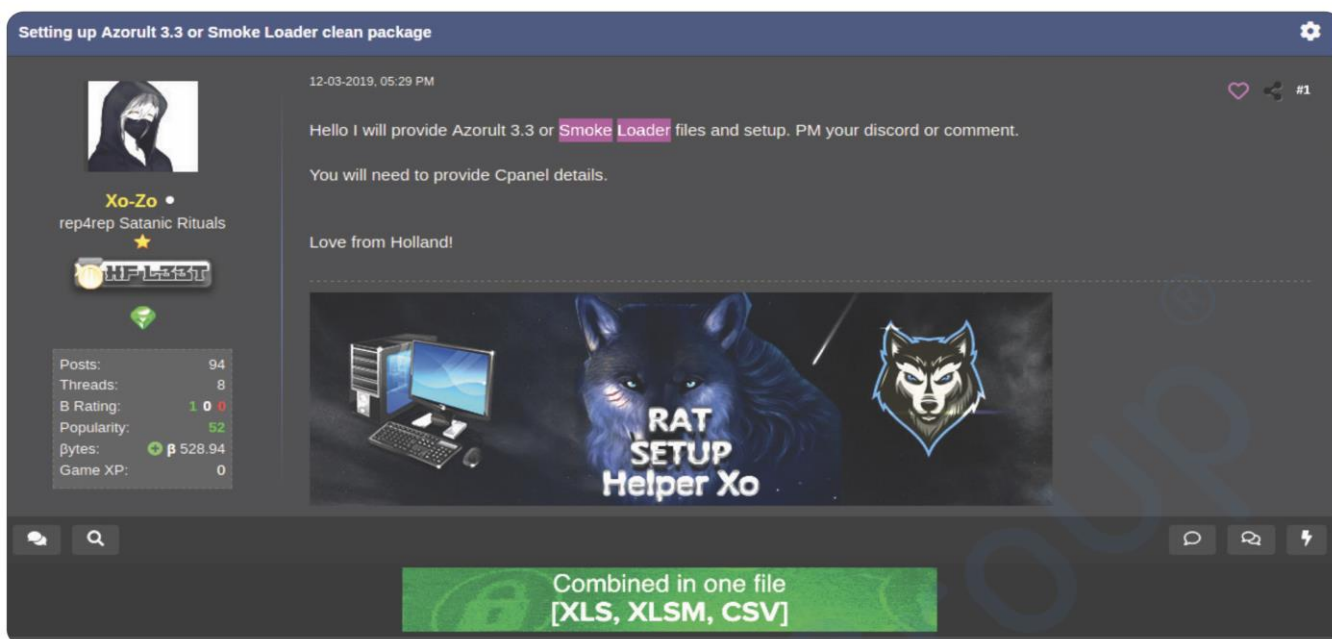 Setting up Azorult 3.3 or Smoke Loader clean package
12-03-2019, 05:29 PM
#1
Hello I will provide Azorult 3.3 or Smoke Loader files and setup. PM your discord or comment.
You will need to provide Cpanel details.
Love from Holland!
Xo-Zo
rep4rep Satanic Rituals
HF L33T
Posts: 94
Threads: 8
B Rating: 1 0 0
Popularity: 52
βytes: β 528.94
Game XP: 0
RAT
SETUP
Helper Xo
Combined in one file
[XLS, XLSM, CSV]